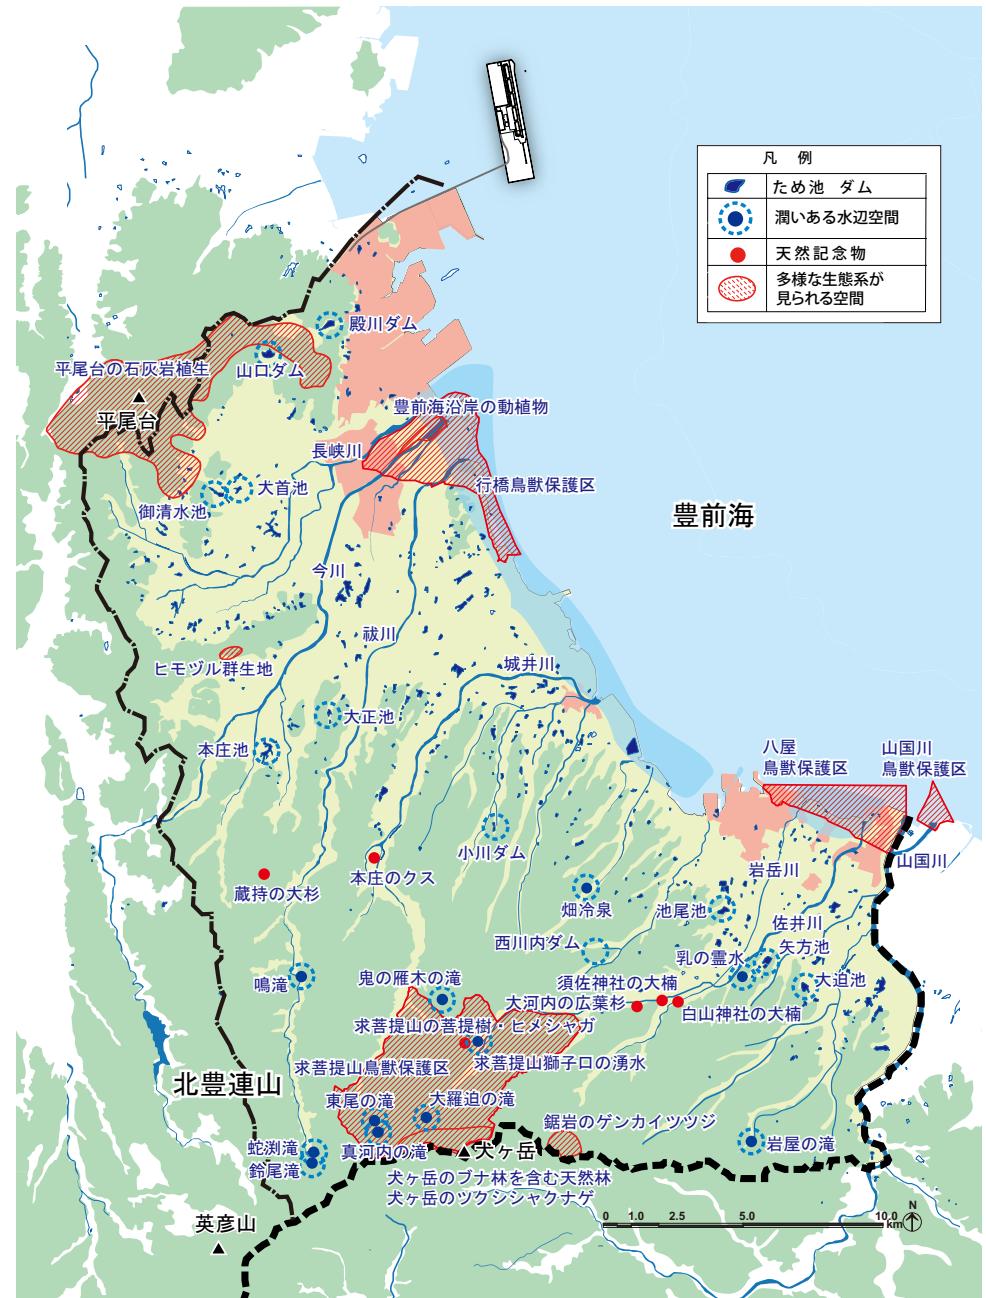 凡 例
ため池 ダム
潤いある水辺空間
天然記念物
多様な生態系が
見られる空間
殿川ダム
平尾台の石灰岩植生
山口ダム
平尾台
豊前海沿岸の動植物
長峡川
行橋鳥獣保護区
犬首池
御清水池
豊前海
今川
祓川
城井川
ヒモヅル群生地
大正池
本庄池
八屋
鳥獣保護区
山国川
鳥獣保護区
小川ダム
山国川
岩岳川
本庄のクス
蔵持の大杉
畑冷泉
池尾池
佐井川
西川内ダム
矢方池
乳の霊水
鳴滝
鬼の雁木の滝
須佐神社の大楠
大迫池
大河内の広葉杉
白山神社の大楠
求菩提山の菩提樹・ヒメシャガ
求菩提山鳥獣保護区
求菩提山獅子口の湧水
北豊連山
東尾の滝
大羅迫の滝
鋸岩のゲンカイツツジ
蛇渕滝
真河内の滝
犬ヶ岳
岩屋の滝
鈴尾滝
犬ヶ岳のブナ林を含む天然林
犬ヶ岳のツクシシャクナゲ
英彦山
N
0 1.0 2.5 5.0 10.0
km